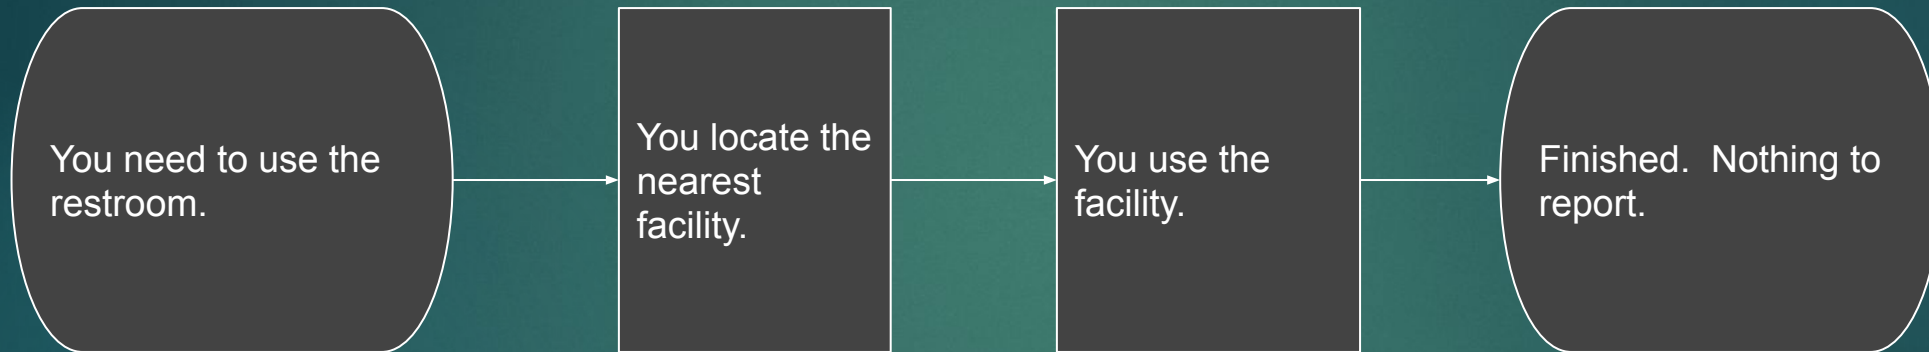 You need to use the
restroom.
You locate the
nearest
facility.
You use the
facility.
Finished.  Nothing to
report.